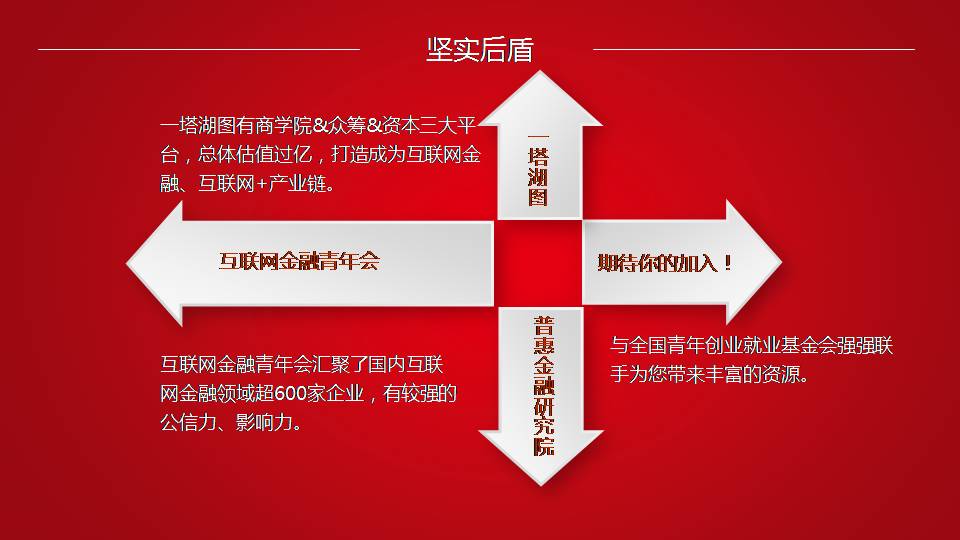 坚实后盾
一塔湖图有商学院&众筹&资本三大平
台，总体估值过亿，打造成为互联网金
融、互联网+产业链。
一塔湖图
互联网金融青年会
期待你的加入！
普惠金融研究院
互联网金融青年会汇聚了国内互联
网金融领域超600家企业，有较强的
公信力、影响力。
与全国青年创业就业基金会强强联
手为您带来丰富的资源。